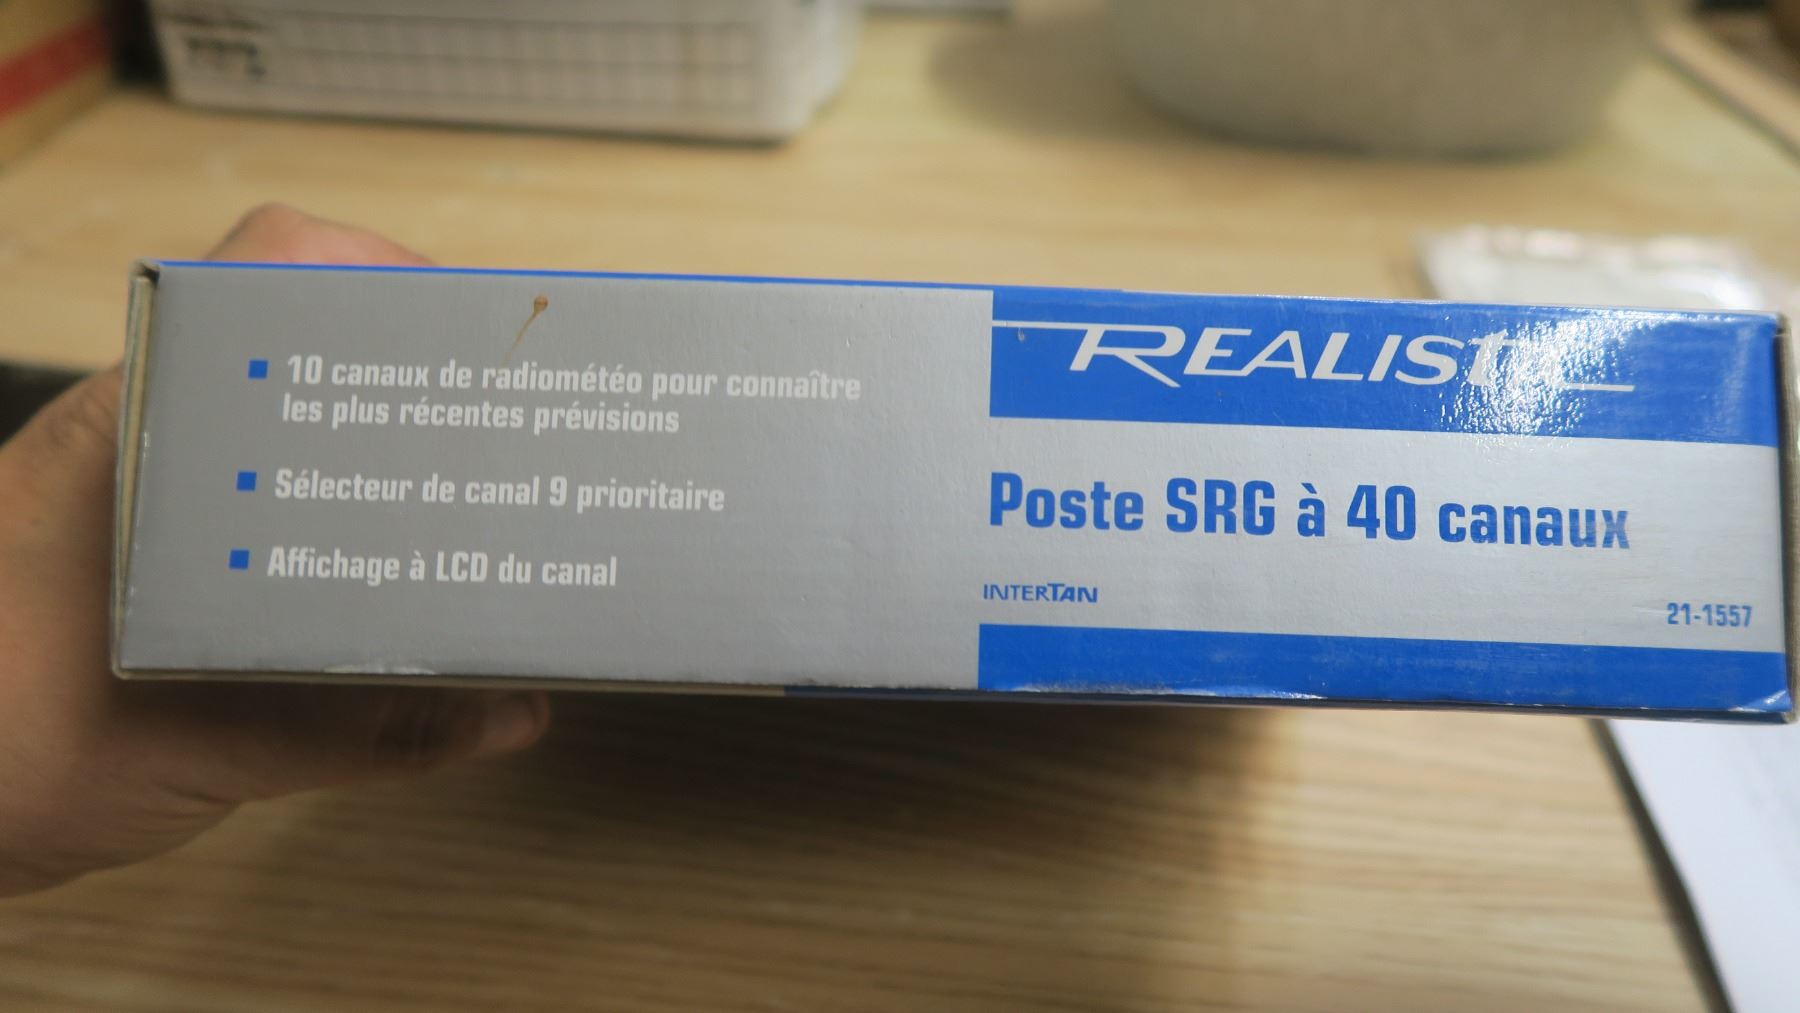 10 canaux de radiométéo pour connaître
les plus récentes prévisions
Sélecteur de canal 9 prioritaire
Affichage à LCD du canal
REALISTIC
Poste SRG à 40 canaux
INTERTAN
21-1557